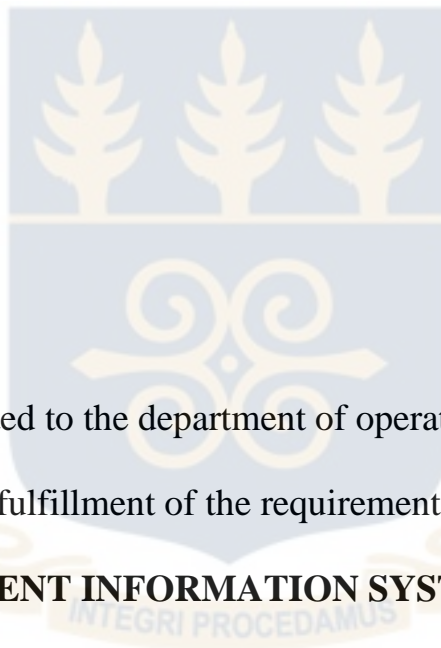 ed to the department of operat
fulfillment of the requirement
ENT INFORMATION SYST
INTEGRI PROCEDAMUS